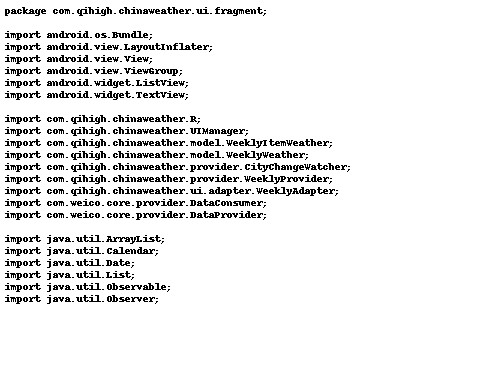 package com.qihigh.chinaweather.ui.fragment;

import android.os.Bundle;
import android.view.LayoutInflater;
import android.view.View;
import android.view.ViewGroup;
import android.widget.ListView;
import android.widget.TextView;

import com.qihigh.chinaweather.R;
import com.qihigh.chinaweather.UIManager;
import com.qihigh.chinaweather.model.WeeklyItemWeather;
import com.qihigh.chinaweather.model.WeeklyWeather;
import com.qihigh.chinaweather.provider.CityChangeWatcher;
import com.qihigh.chinaweather.provider.WeeklyProvider;
import com.qihigh.chinaweather.ui.adapter.WeeklyAdapter;
import com.weico.core.provider.DataConsumer;
import com.weico.core.provider.DataProvider;

import java.util.ArrayList;
import java.util.Calendar;
import java.util.Date;
import java.util.List;
import java.util.Observable;
import java.util.Observer;